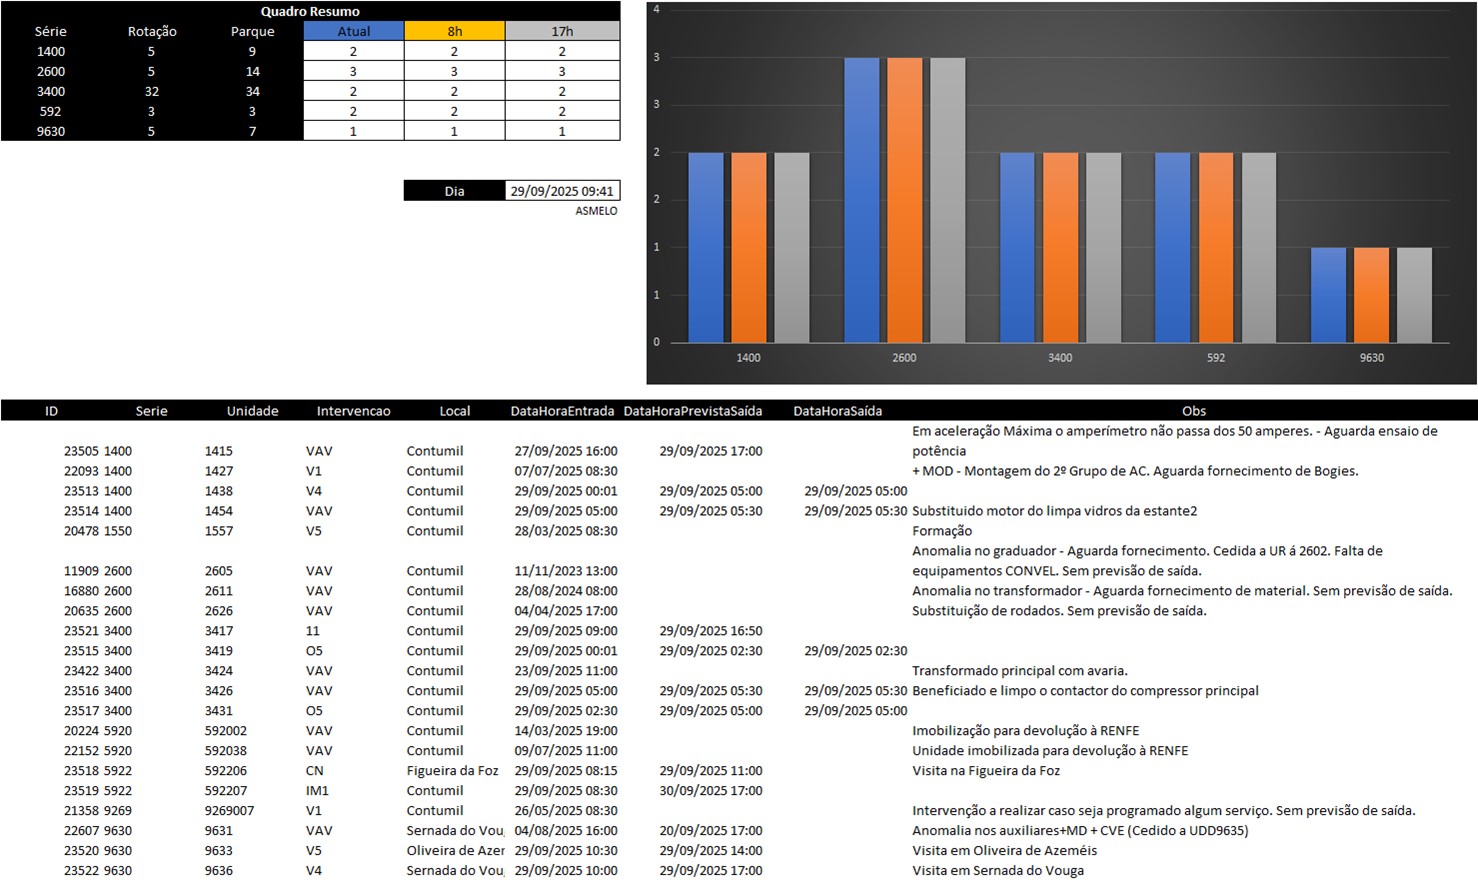 Quadro Resumo
Série Rotação Parque Atual 8h 17h
1400 5 9 2 2 2
2600 5 14 3 3 3
3400 32 34 2 2 2
592 3 3 2 2 2
9630 5 7 1 1 1
Dia 29/09/2025 09:41
ASMELO
4
3
3
2
2
1
1
0
1400 2600 3400 592 9630
ID Serie Unidade Intervencao Local DataHoraEntrada DataHoraPrevistaSaída DataHoraSaída Obs
Em aceleração Máxima o amperímetro não passa dos 50 amperes. - Aguarda ensaio de
23505 1400 1415 VAV Contumil 27/09/2025 16:00 29/09/2025 17:00 potência
22093 1400 1427 V1 Contumil 07/07/2025 08:30 + MOD - Montagem do 2º Grupo de AC. Aguarda fornecimento de Bogies.
23513 1400 1438 V4 Contumil 29/09/2025 00:01 29/09/2025 05:00 29/09/2025 05:00
23514 1400 1454 VAV Contumil 29/09/2025 05:00 29/09/2025 05:30 29/09/2025 05:30 Substituido motor do limpa vidros da estante2
20478 1550 1557 V5 Contumil 28/03/2025 08:30 Formação
Anomalia no graduador - Aguarda fornecimento. Cedida a UR á 2602. Falta de
11909 2600 2605 VAV Contumil 11/11/2023 13:00 equipamentos CONVEL. Sem previsão de saída.
16880 2600 2611 VAV Contumil 28/08/2024 08:00 Anomalia no transformador - Aguarda fornecimento de material. Sem previsão de saída.
20635 2600 2626 VAV Contumil 04/04/2025 17:00 Substituição de rodados. Sem previsão de saída.
23521 3400 3417 11 Contumil 29/09/2025 09:00 29/09/2025 16:50
23515 3400 3419 O5 Contumil 29/09/2025 00:01 29/09/2025 02:30 29/09/2025 02:30
23422 3400 3424 VAV Contumil 23/09/2025 11:00 Transformado principal com avaria.
23516 3400 3426 VAV Contumil 29/09/2025 05:00 29/09/2025 05:30 29/09/2025 05:30 Beneficiado e limpo o contactor do compressor principal
23517 3400 3431 O5 Contumil 29/09/2025 02:30 29/09/2025 05:00 29/09/2025 05:00
20224 5920 592002 VAV Contumil 14/03/2025 19:00 Imobilização para devolução à RENFE
22152 5920 592038 VAV Contumil 09/07/2025 11:00 Unidade imobilizada para devolução à RENFE
23518 5922 592206 CN Figueira da Foz 29/09/2025 08:15 29/09/2025 11:00 Visita na Figueira da Foz
23519 5922 592207 IM1 Contumil 29/09/2025 08:30 30/09/2025 17:00
21358 9269 9269007 V1 Contumil 26/05/2025 08:30 Intervenção a realizar caso seja programado algum serviço. Sem previsão de saída.
22607 9630 9631 VAV Sernada do Voug 04/08/2025 16:00 20/09/2025 17:00 Anomalia nos auxiliares+MD + CVE (Cedido a UDD9635)
23520 9630 9633 V5 Oliveira de Azer 29/09/2025 10:30 29/09/2025 14:00 Visita em Oliveira de Azeméis
23522 9630 9636 V4 Sernada do Voug 29/09/2025 10:00 29/09/2025 17:00 Visita em Sernada do Vouga